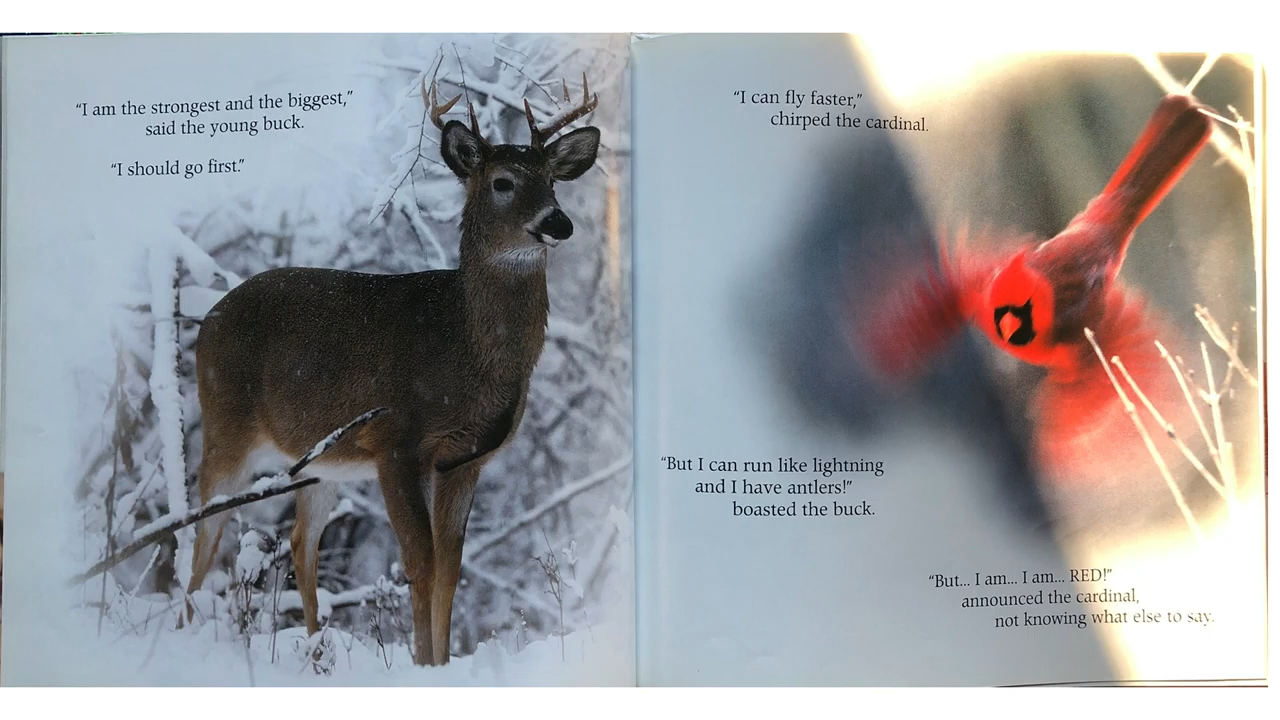 “I am the strongest and the biggest,”
said the young buck.
“I should go first.”
“I can fly faster,”
chirped the cardinal.
“But I can run like lightning
and I have antlers!”
boasted the buck.
“But... I am... I am... RED!”
announced the cardinal,
not knowing what else to say.